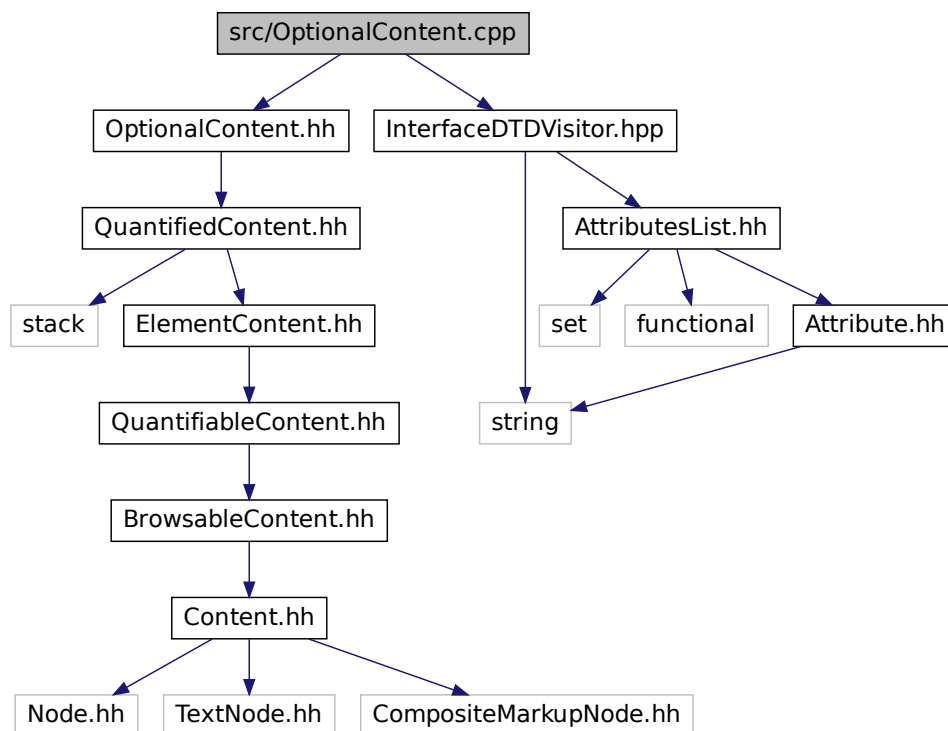 src/OptionalContent.cpp
OptionalContent.hh
InterfaceDTDVisitor.hpp
QuantifiedContent.hh
AttributesList.hh
stack
ElementContent.hh
set
functional
Attribute.hh
QuantifiableContent.hh
string
BrowsableContent.hh
Content.hh
Node.hh
TextNode.hh
CompositeMarkupNode.hh